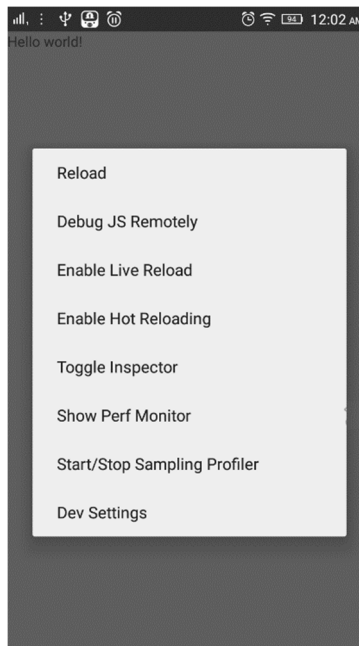 94 12:02 AM
Hello world!
Reload
Debug JS Remotely
Enable Live Reload
Enable Hot Reloading
Toggle Inspector
Show Perf Monitor
Start/Stop Sampling Profiler
Dev Settings